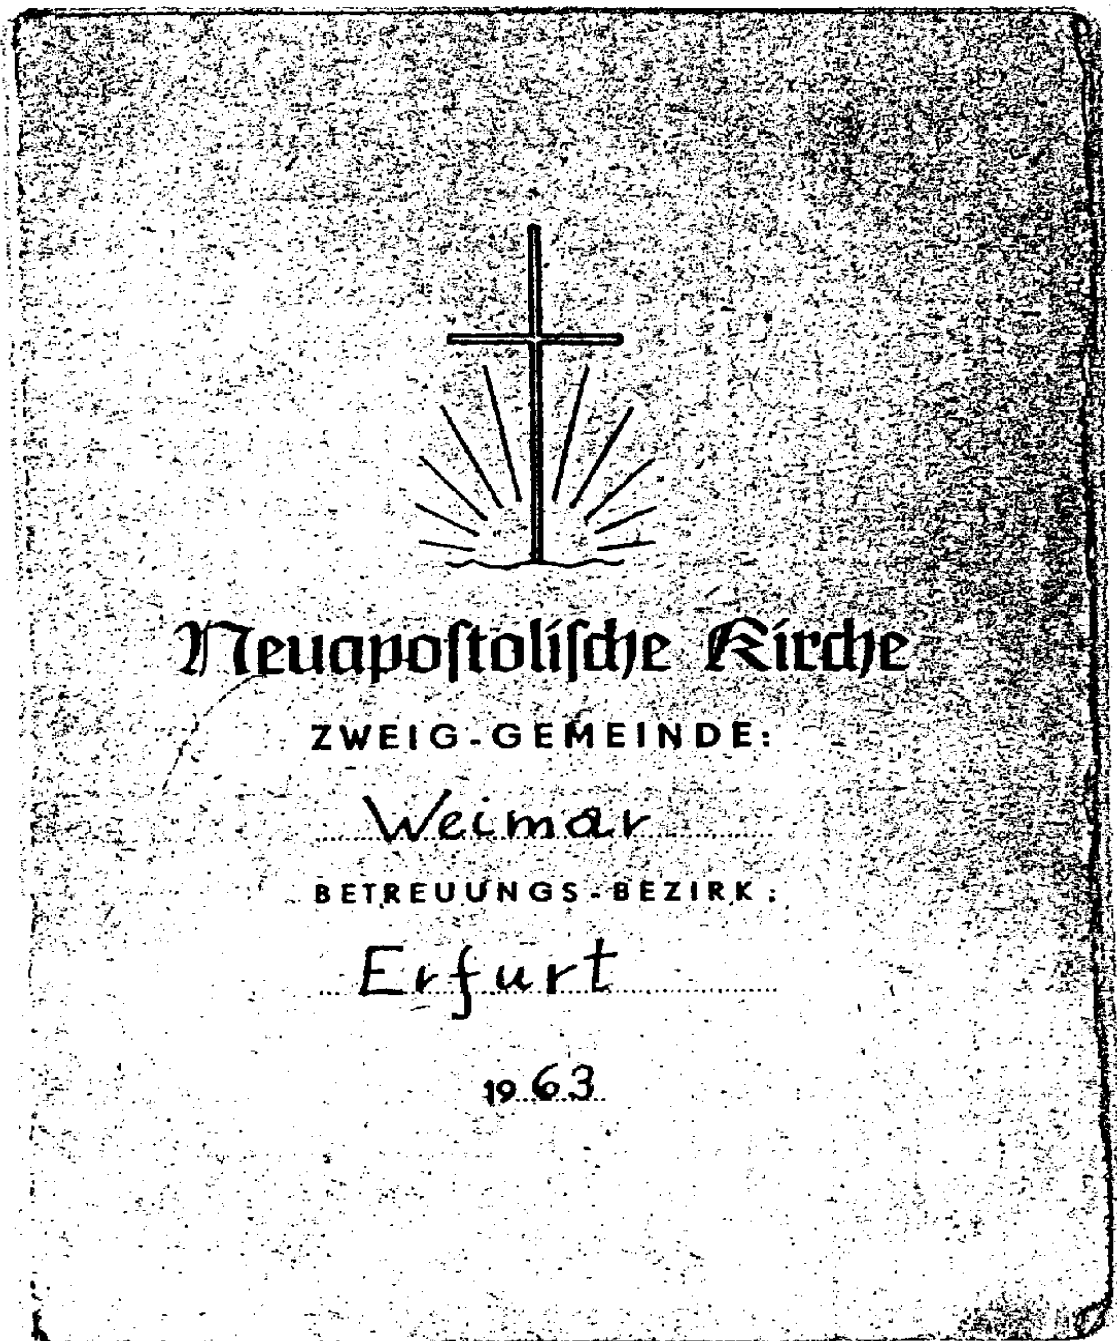 Neuapoſtoliſche Kirche
ZWEIG-GEMEINDE:
Weimar
BETREUUNGS-BEZIRK:
Erfurt
1963